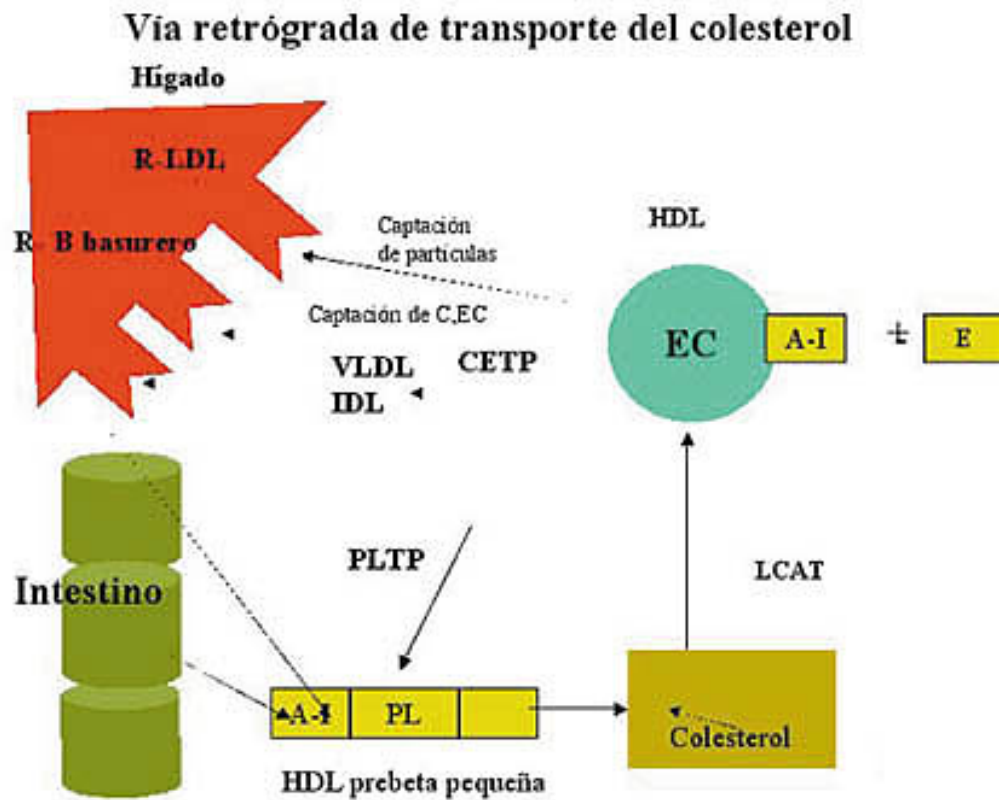 Vía retrógrada de transporte del colesterol
Hígado
R-LDL
R- B basurero
Captación
de partículas
HDL
Captación de C,EC
VLDL
IDL
CETP
EC
A-I
±
E
Intestino
PLTP
LCAT
A-I
PL
Colesterol
HDL prebeta pequeña